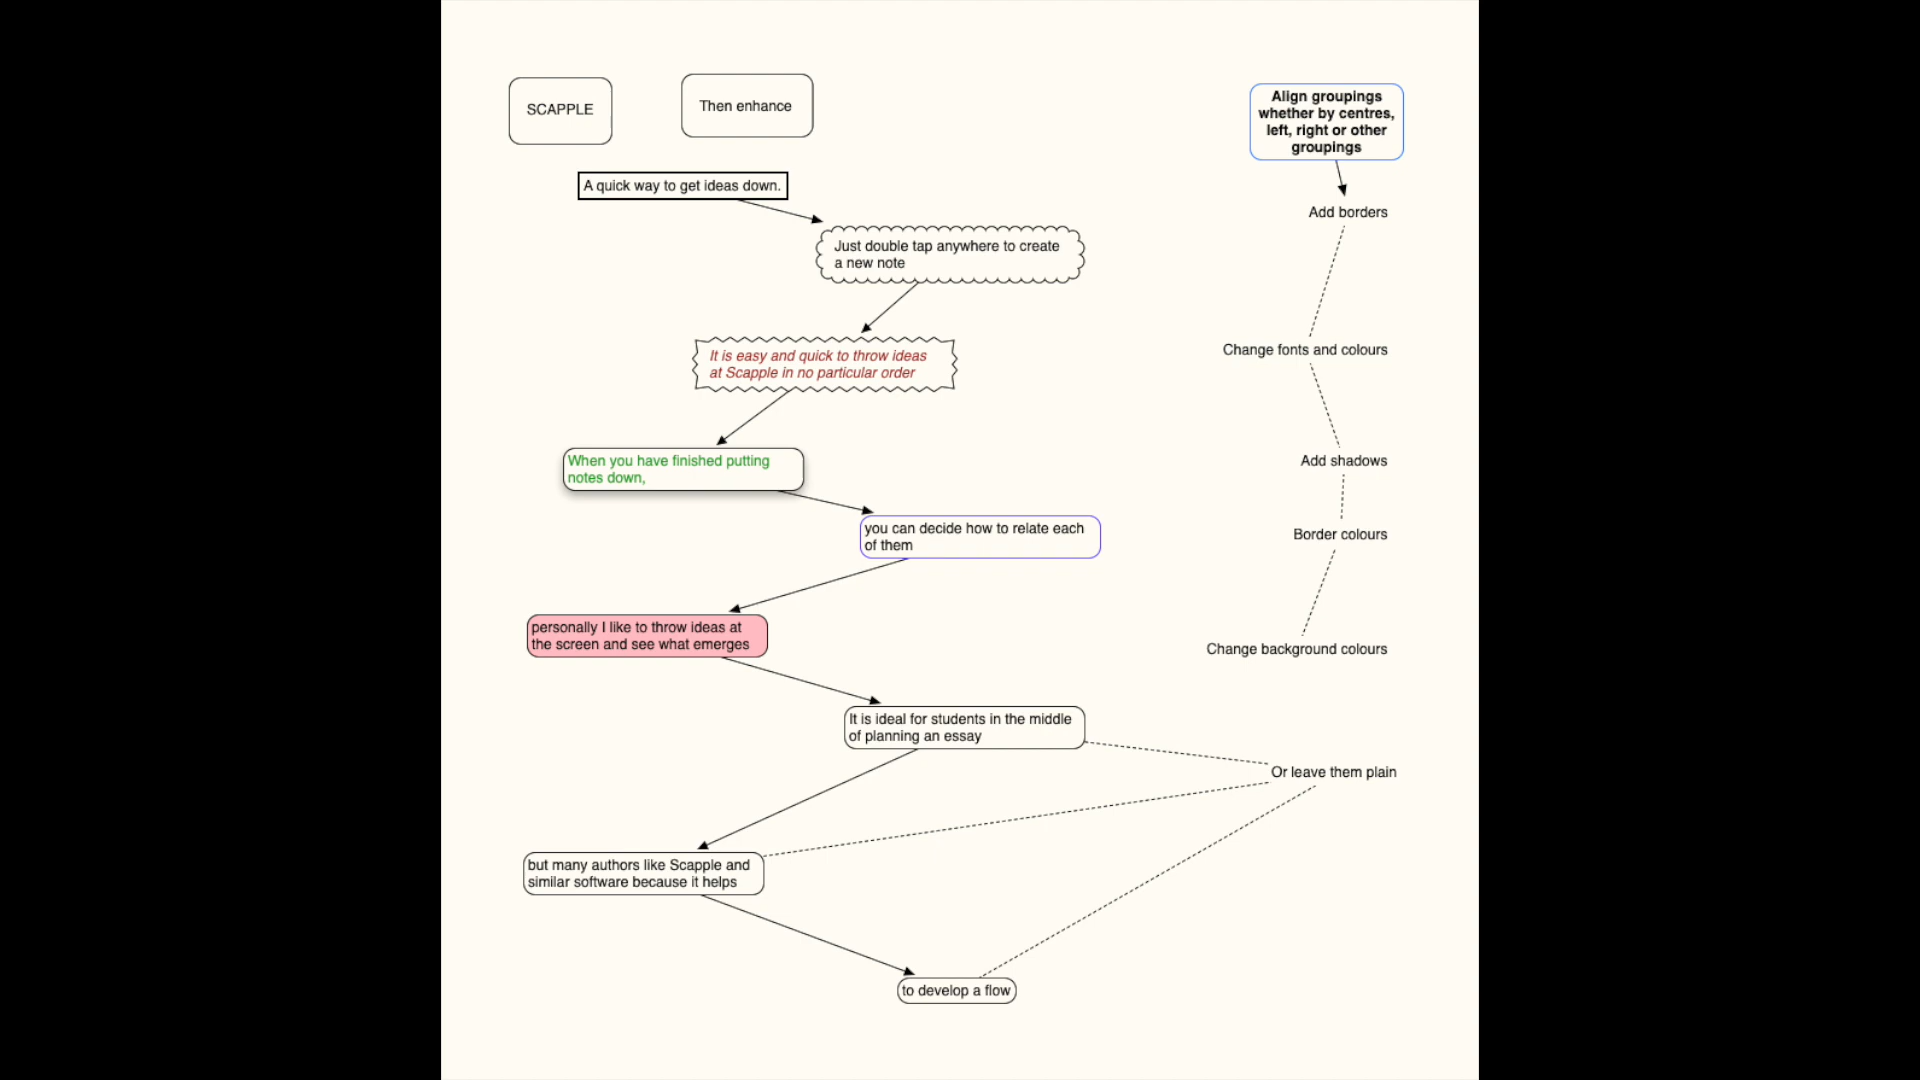 SCAPPLE
Then enhance
Align groupings
whether by centres,
left, right or other
groupings
A quick way to get ideas down.
Add borders
Just double tap anywhere to create
a new note
It is easy and quick to throw ideas
at Scapple in no particular order
Change fonts and colours
When you have finished putting
notes down,
Add shadows
you can decide how to relate each
of them
Border colours
personally I like to throw ideas at
the screen and see what emerges
Change background colours
It is ideal for students in the middle
of planning an essay
Or leave them plain
but many authors like Scapple and
similar software because it helps
to develop a flow